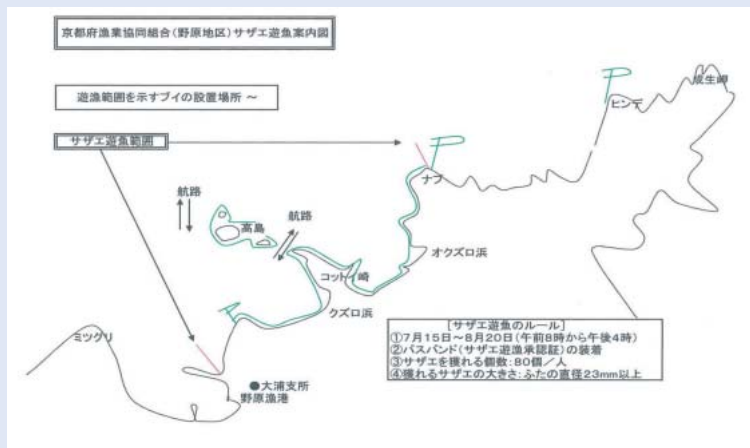 京都府漁業協同組合(野原地区)サザエ遊魚案内図
遊漁範囲を示すブイの設置場所 ~
サザエ遊魚範囲
成生岬
ヒンデ
ナブ
航路
高島
航路
オクズロ浜
コットイ崎
クズロ浜
ミツグリ
●大浦支所
野原漁港
[サザエ遊魚のルール]
①7月15日~8月20日(午前8時から午後4時)
②パスバンド(サザエ遊漁承認証)の装着
③サザエを獲れる個数:80個/人
④獲れるサザエの大きさ:ふたの直径23mm以上